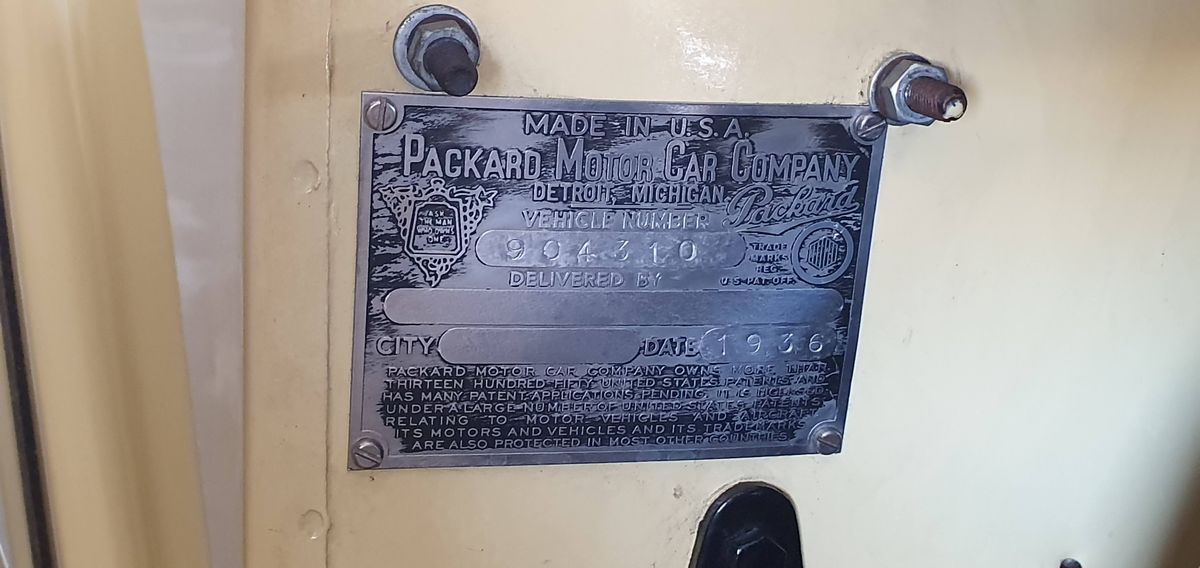 MADE IN U.S.A.
PACKARD MOTOR CAR COMPANY
DETROIT, MICHIGAN
Packard
ASK
THE MAN
WHO OWNS
ONE
VEHICLE NUMBER
904310
TRADE
MARKS
REG.
U.S. PAT. OFF.
DELIVERED BY
CITY DATE 1936
PACKARD MOTOR CAR COMPANY OWNS MORE THAN
THIRTEEN HUNDRED FIFTY UNITED STATES PATENTS AND
HAS MANY PATENT APPLICATIONS PENDING. IT IS LICENSED
UNDER A LARGE NUMBER OF UNITED STATES PATENTS
RELATING TO MOTOR VEHICLES AND AIRCRAFT
ITS MOTORS AND VEHICLES AND ITS TRADEMARKS
ARE ALSO PROTECTED IN MOST OTHER COUNTRIES